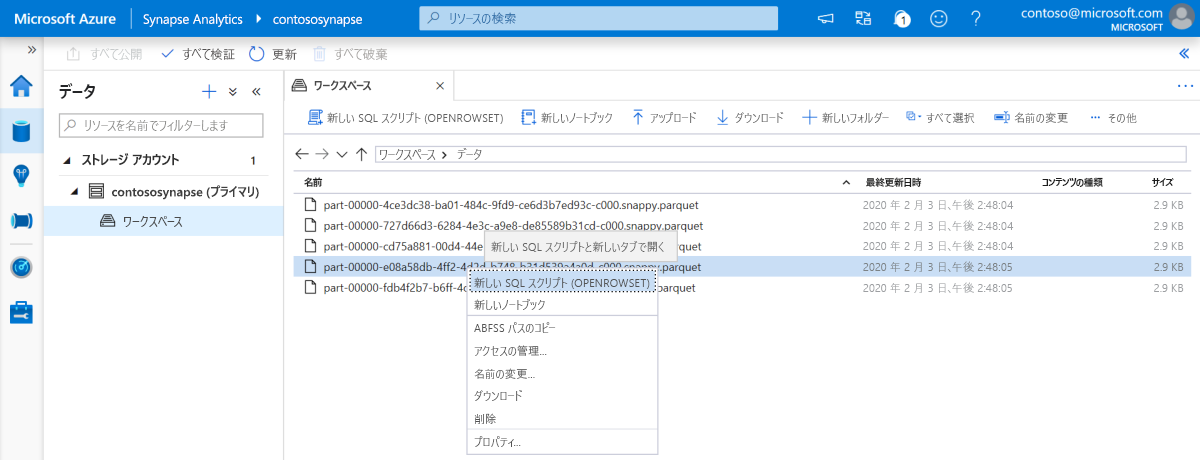 Microsoft Azure Synapse Analytics > contososynapse リソースの検索 1 ? contoso@microsoft.com
MICROSOFT
» すべて公開 すべて検証 更新 すべて破棄 «
データ + «
リソースを名前でフィルターします
ストレージ アカウント 1
contososynapse (プライマリ)
ワークスペース
ワークスペース × ...
新しい SQL スクリプト (OPENROWSET) 新しいノートブック アップロード ダウンロード 新しいフォルダー すべて選択 名前の変更 ... その他
ワークスペース > データ
名前 最終更新日時 コンテンツの種類 サイズ
part-00000-4ce3dc38-ba01-484c-9fd9-ce6d3b7ed93c-c000.snappy.parquet 2020 年 2 月 3 日、午後 2:48:04 2.9 KB
part-00000-727d66d3-6284-4e3c-a9e8-de85589b31cd-c000.snappy.parquet 2020 年 2 月 3 日、午後 2:48:04 2.9 KB
part-00000-cd75a881-00d4-44e .parquet 2020 年 2 月 3 日、午後 2:48:04 2.9 KB
新しい SQL スクリプトと新しいタブで開く
part-00000-e08a58db-4ff2-4d2d-b748-b31d539a4a0d-c000.snappy.parquet 2020 年 2 月 3 日、午後 2:48:05 2.9 KB
part-00000-fdb4f2b7-b6ff-4 .parquet 2020 年 2 月 3 日、午後 2:48:05 2.9 KB
新しい SQL スクリプト (OPENROWSET)
新しいノートブック
ABFSS パスのコピー
アクセスの管理...
名前の変更...
ダウンロード
削除
プロパティ...